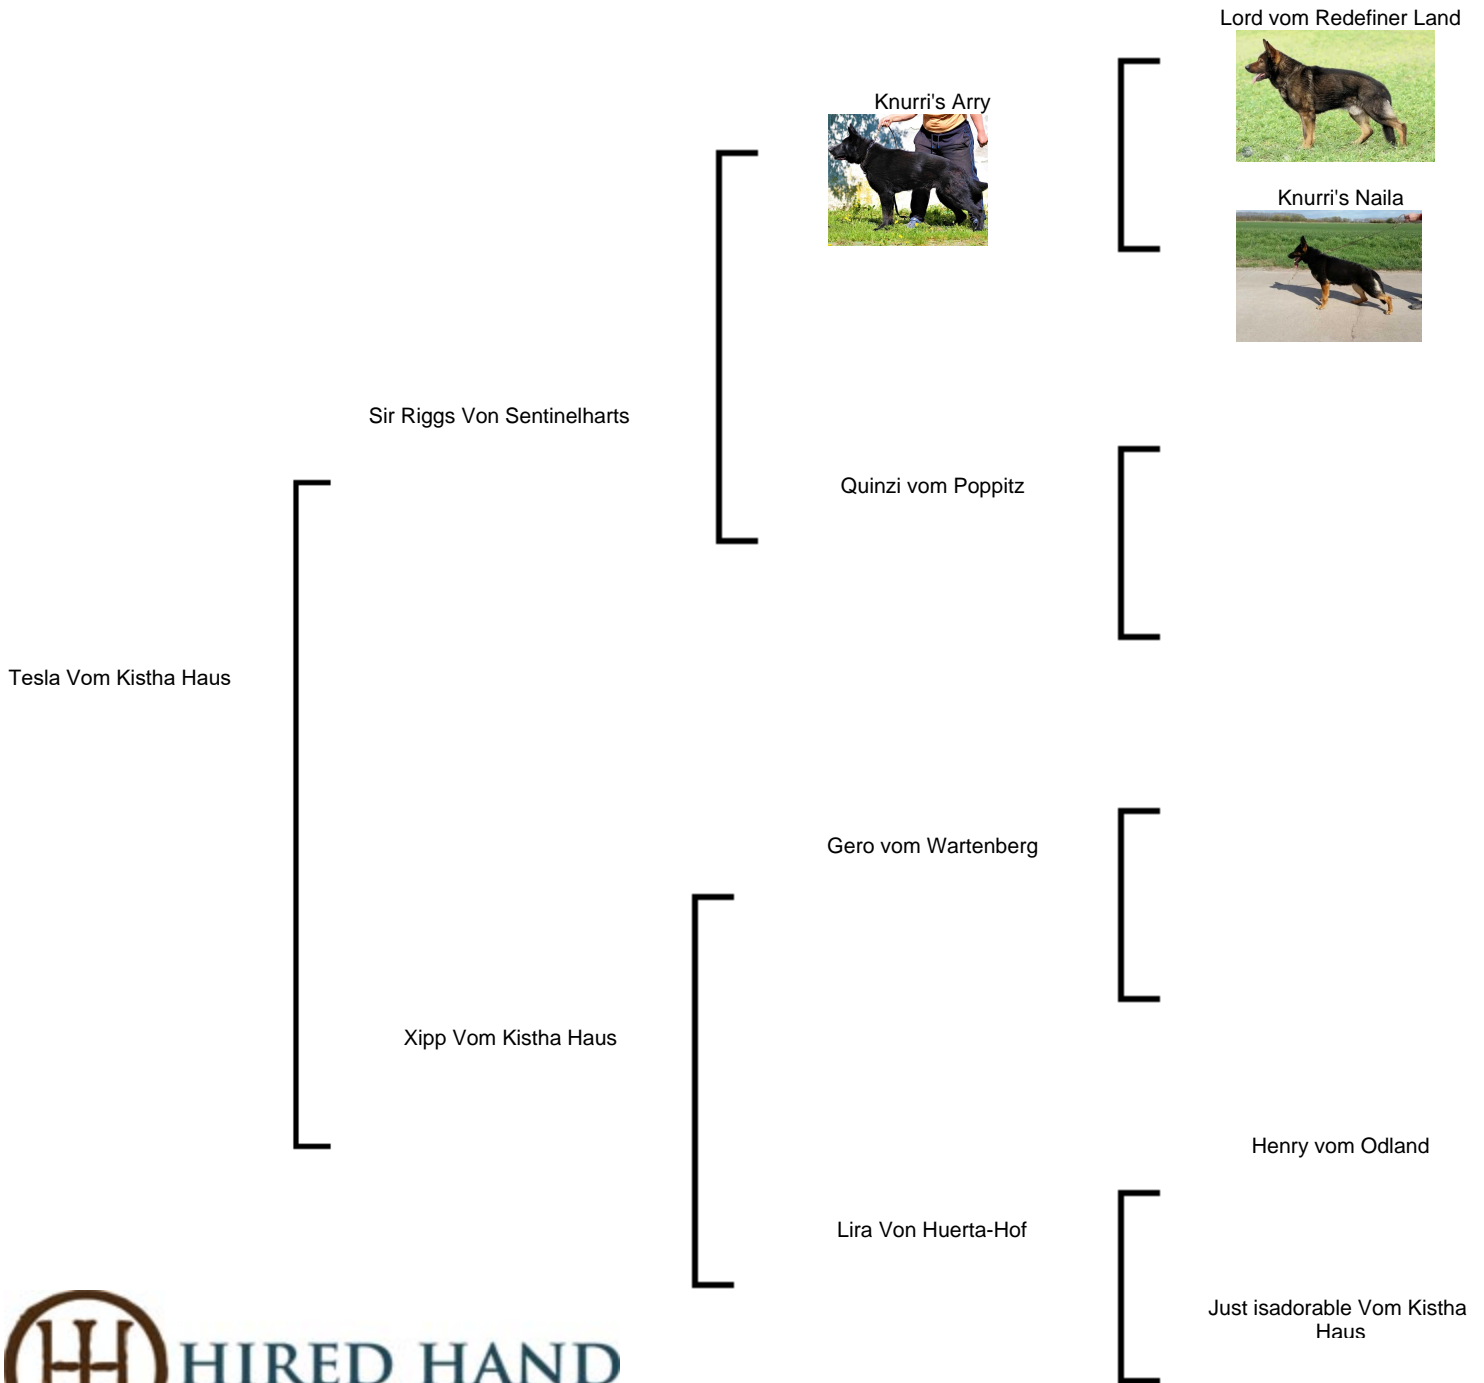 Lord vom Redefiner Land
Knurri's Arry
Knurri's Naila
Sir Riggs Von Sentinelharts
Quinzi vom Poppitz
Tesla Vom Kistha Haus
Gero vom Wartenberg
Xipp Vom Kistha Haus
Henry vom Odland
Lira Von Huerta-Hof
Just isadorable Vom Kistha
Haus
HIRED HAND